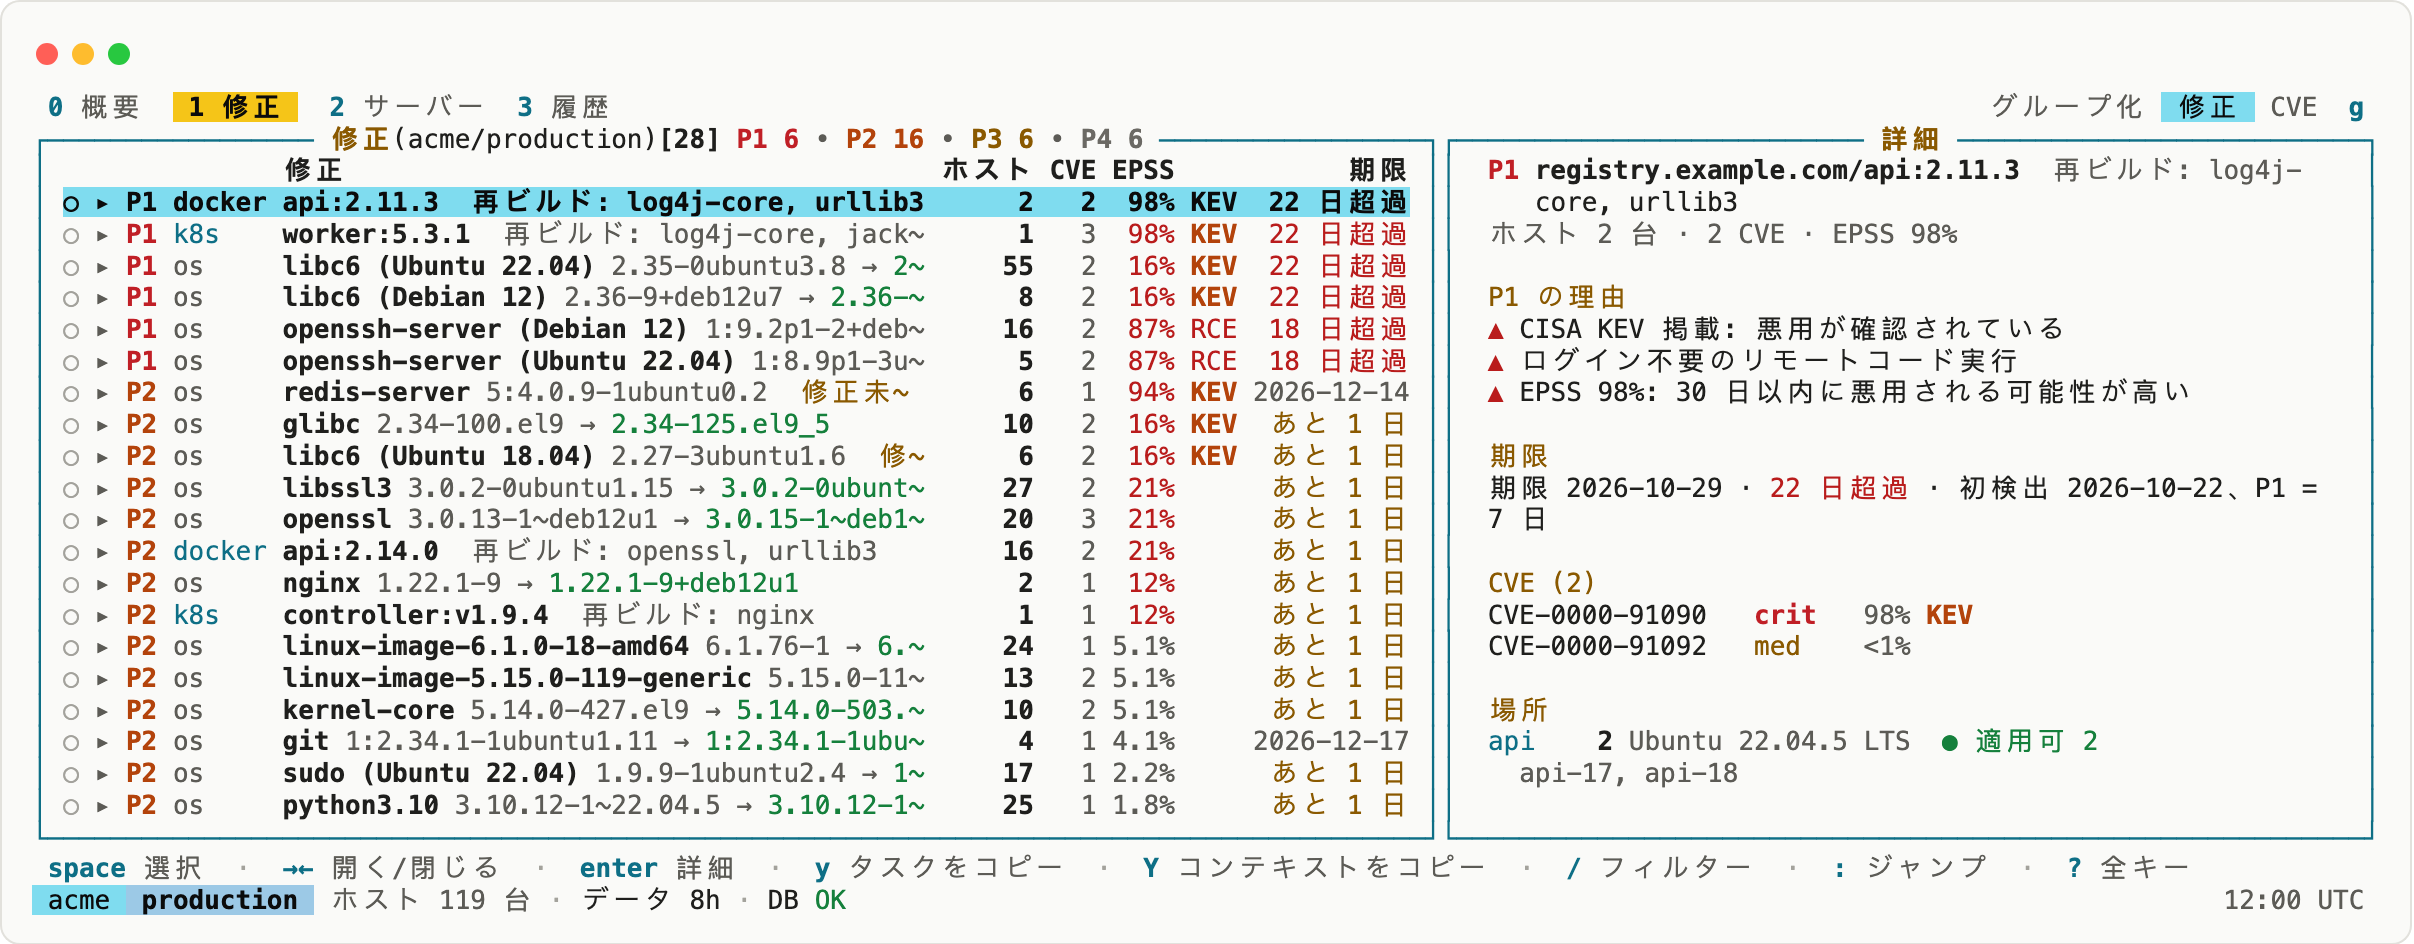 0 概要  1 修正  2 サーバー  3 履歴  グループ化 修正 CVE g
修正(acme/production)[28] P1 6 • P2 16 • P3 6 • P4 6
修正 ホスト CVE EPSS 期限
○ ▸ P1 docker api:2.11.3 再ビルド: log4j-core, urllib3 2 2 98% KEV 22 日超過
○ ▸ P1 k8s worker:5.3.1 再ビルド: log4j-core, jack~ 1 3 98% KEV 22 日超過
○ ▸ P1 os libc6 (Ubuntu 22.04) 2.35-0ubuntu3.8 → 2~ 55 2 16% KEV 22 日超過
○ ▸ P1 os libc6 (Debian 12) 2.36-9+deb12u7 → 2.36-~ 8 2 16% KEV 22 日超過
○ ▸ P1 os openssh-server (Debian 12) 1:9.2p1-2+deb~ 16 2 87% RCE 18 日超過
○ ▸ P1 os openssh-server (Ubuntu 22.04) 1:8.9p1-3u~ 5 2 87% RCE 18 日超過
○ ▸ P2 os redis-server 5:4.0.9-1ubuntu0.2 修正未~ 6 1 94% KEV 2026-12-14
○ ▸ P2 os glibc 2.34-100.el9 → 2.34-125.el9_5 10 2 16% KEV あと 1 日
○ ▸ P2 os libc6 (Ubuntu 18.04) 2.27-3ubuntu1.6 修~ 6 2 16% KEV あと 1 日
○ ▸ P2 os libssl3 3.0.2-0ubuntu1.15 → 3.0.2-0ubunt~ 27 2 21% あと 1 日
○ ▸ P2 os openssl 3.0.13-1~deb12u1 → 3.0.15-1~deb1~ 20 3 21% あと 1 日
○ ▸ P2 docker api:2.14.0 再ビルド: openssl, urllib3 16 2 21% あと 1 日
○ ▸ P2 os nginx 1.22.1-9 → 1.22.1-9+deb12u1 2 1 12% あと 1 日
○ ▸ P2 k8s controller:v1.9.4 再ビルド: nginx 1 1 12% あと 1 日
○ ▸ P2 os linux-image-6.1.0-18-amd64 6.1.76-1 → 6.~ 24 1 5.1% あと 1 日
○ ▸ P2 os linux-image-5.15.0-119-generic 5.15.0-11~ 13 2 5.1% あと 1 日
○ ▸ P2 os kernel-core 5.14.0-427.el9 → 5.14.0-503.~ 10 2 5.1% あと 1 日
○ ▸ P2 os git 1:2.34.1-1ubuntu1.11 → 1:2.34.1-1ubu~ 4 1 4.1% 2026-12-17
○ ▸ P2 os sudo (Ubuntu 22.04) 1.9.9-1ubuntu2.4 → 1~ 17 1 2.2% あと 1 日
○ ▸ P2 os python3.10 3.10.12-1~22.04.5 → 3.10.12-1~ 25 1 1.8% あと 1 日
詳細
P1 registry.example.com/api:2.11.3 再ビルド: log4j-
core, urllib3
ホスト 2 台 · 2 CVE · EPSS 98%
P1 の理由
▲ CISA KEV 掲載: 悪用が確認されている
▲ ログイン不要のリモートコード実行
▲ EPSS 98%: 30 日以内に悪用される可能性が高い
期限
期限 2026-10-29 · 22 日超過 · 初検出 2026-10-22、P1 =
7 日
CVE (2)
CVE-0000-91090 crit 98% KEV
CVE-0000-91092 med <1%
場所
api 2 Ubuntu 22.04.5 LTS ● 適用可 2
api-17, api-18
space 選択 · →← 開く/閉じる · enter 詳細 · y タスクをコピー · Y コンテキストをコピー · / フィルター · : ジャンプ · ? 全キー
acme production ホスト 119 台 · データ 8h · DB OK 12:00 UTC